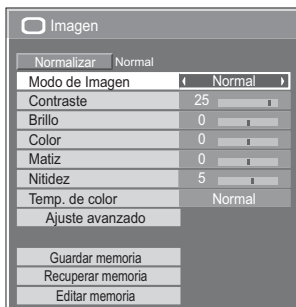 Imagen
Normalizar Normal
Modo de Imagen Normal
Contraste 25
Brillo 0
Color 0
Matiz 0
Nitidez 5
Temp. de color Normal
Ajuste avanzado
Guardar memoria
Recuperar memoria
Editar memoria